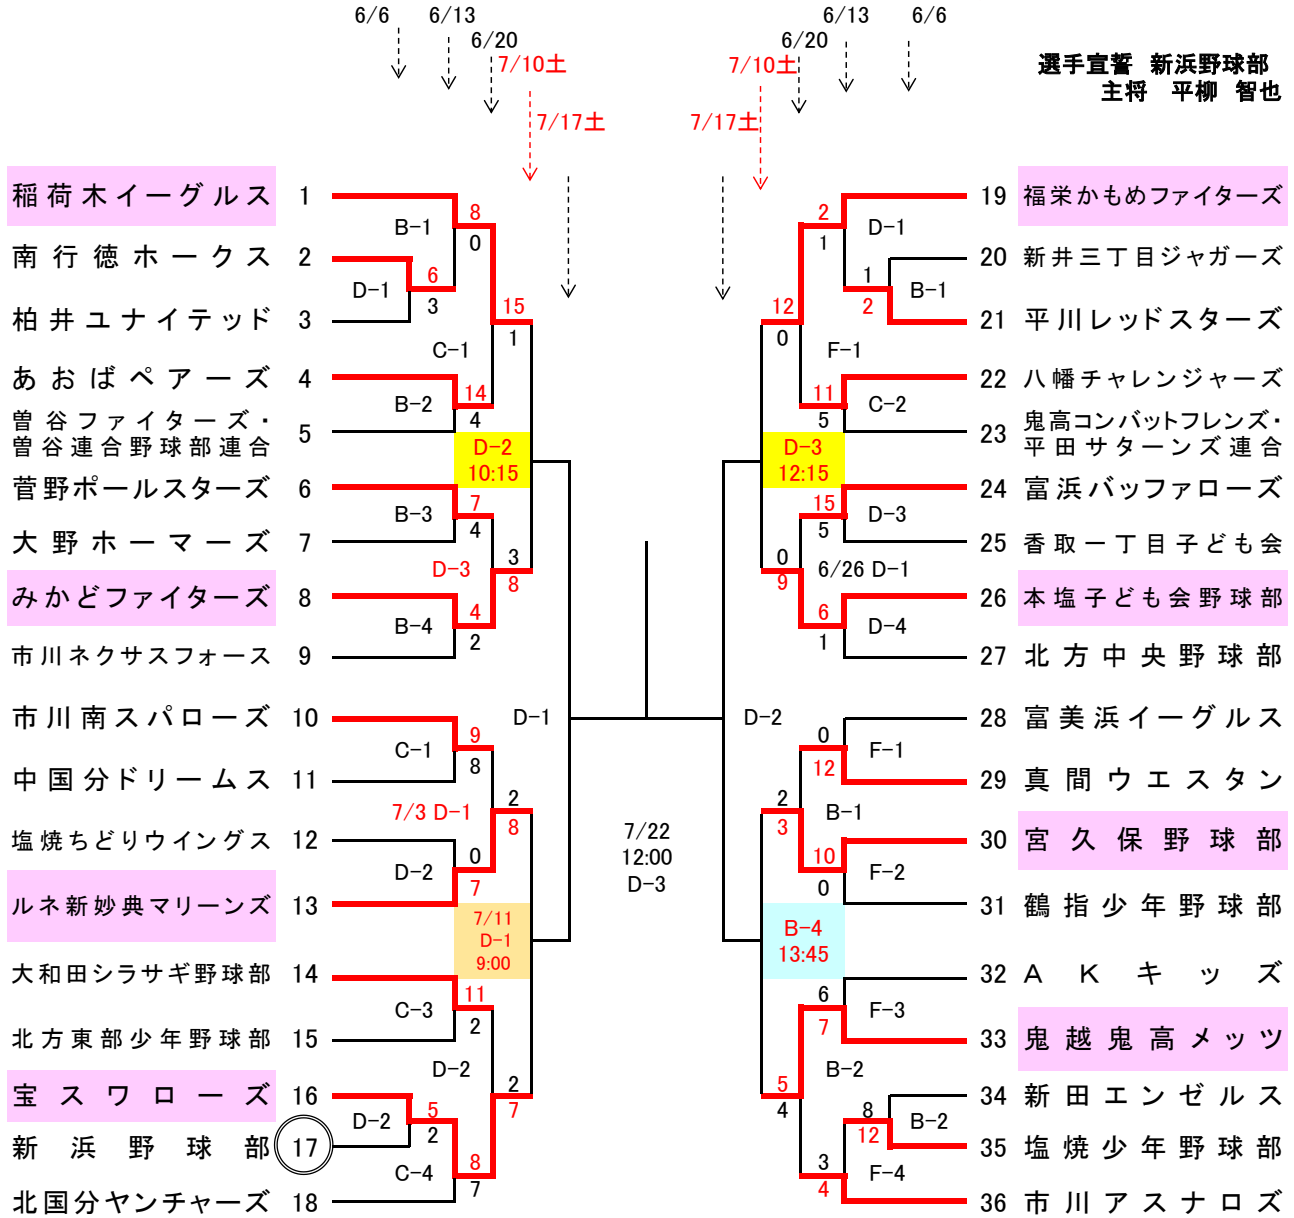 6/6 6/13 6/13 6/6
6/20 6/20
7/10土 7/10土
選手宣誓 新浜野球部
主将 平柳 智也
7/17土 7/17土
稲荷木イーグルス 1
B-1
8
0
南行徳ホークス 2
D-1
6
3
柏井ユナイテッド 3
15
1
C-1
あおばペアーズ 4
B-2
14
4
曽谷ファイターズ・
曽谷連合野球部連合 5
D-2
10:15
菅野ポールスターズ 6
B-3
7
4
大野ホーマーズ 7
D-3
3
8
みかどファイターズ 8
B-4
4
2
市川ネクサスフォース 9
市川南スパローズ 10
D-1
C-1
9
8
中国分ドリームス 11
7/3 D-1
2
8
塩焼ちどりウイングス 12
D-2
0
7
ルネ新妙典マリーンズ 13
7/11
D-1
9:00
大和田シラサギ野球部 14
C-3
11
2
北方東部少年野球部 15
D-2
2
7
宝スワローズ 16
D-2
5
2
新浜野球部 17
C-4
8
7
北国分ヤンチャーズ 18
7/22
12:00
D-3
19 福栄かもめファイターズ
2
1
D-1
20 新井三丁目ジャガーズ
1
2
B-1
21 平川レッドスターズ
12
0
F-1
22 八幡チャレンジャーズ
11
5
C-2
23 鬼高コンバットフレンズ・
平田サターンズ連合
D-3
12:15
24 富浜バッファローズ
15
5
D-3
25 香取一丁目子ども会
0
9
6/26 D-1
26 本塩子ども会野球部
6
1
D-4
27 北方中央野球部
D-2
28 富美浜イーグルス
0
12
F-1
29 真間ウエスタン
2
3
B-1
30 宮久保野球部
10
0
F-2
31 鶴指少年野球部
B-4
13:45
32 AKキッズ
6
7
F-3
33 鬼越鬼高メッツ
B-2
5
4
34 新田エンゼルス
8
12
B-2
35 塩焼少年野球部
3
4
F-4
36 市川アスナロズ